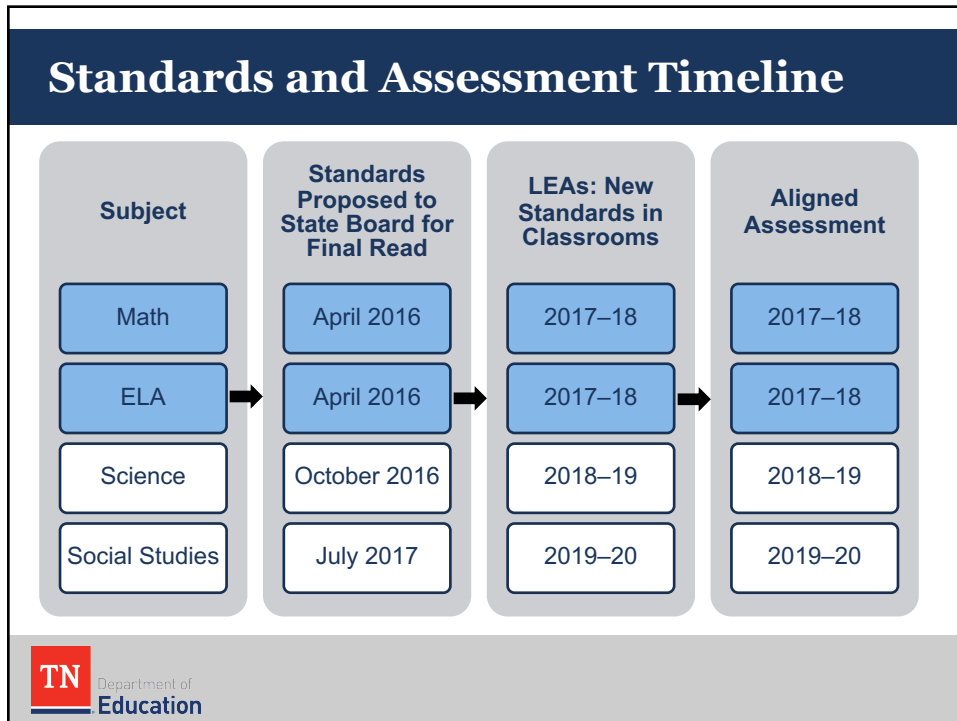 Standards and Assessment Timeline
Subject
Math
ELA
Science
Social Studies
Standards
Proposed to
State Board for
Final Read
April 2016
April 2016
October 2016
July 2017
LEAs: New
Standards in
Classrooms
2017–18
2017–18
2018–19
2019–20
Aligned
Assessment
2017–18
2017–18
2018–19
2019–20
TN
Department of
Education